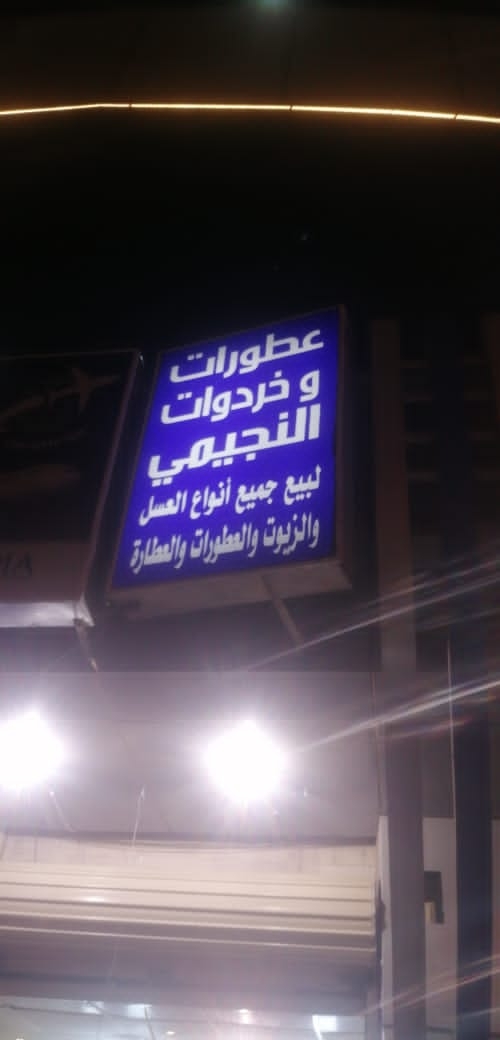 عطورات
و خردوات
النجيمي
لبيع جميع أنواع العسل
والزيوت والعطورات والعطارة